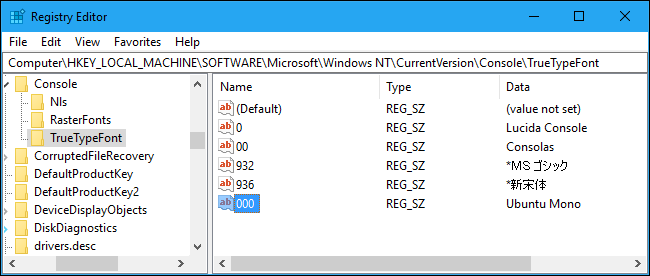 Registry Editor
File Edit View Favorites Help
Computer\HKEY_LOCAL_MACHINE\SOFTWARE\Microsoft\Windows NT\CurrentVersion\Console\TrueTypeFont
Console
Nls
RasterFonts
TrueTypeFont
CorruptedFileRecovery
DefaultProductKey
DefaultProductKey2
DeviceDisplayObjects
DiskDiagnostics
drivers.desc
Name Type Data
ab (Default) REG_SZ (value not set)
ab 0 REG_SZ Lucida Console
ab 00 REG_SZ Consolas
ab 932 REG_SZ *ＭＳ ゴシック
ab 936 REG_SZ *新宋体
ab 000 REG_SZ Ubuntu Mono